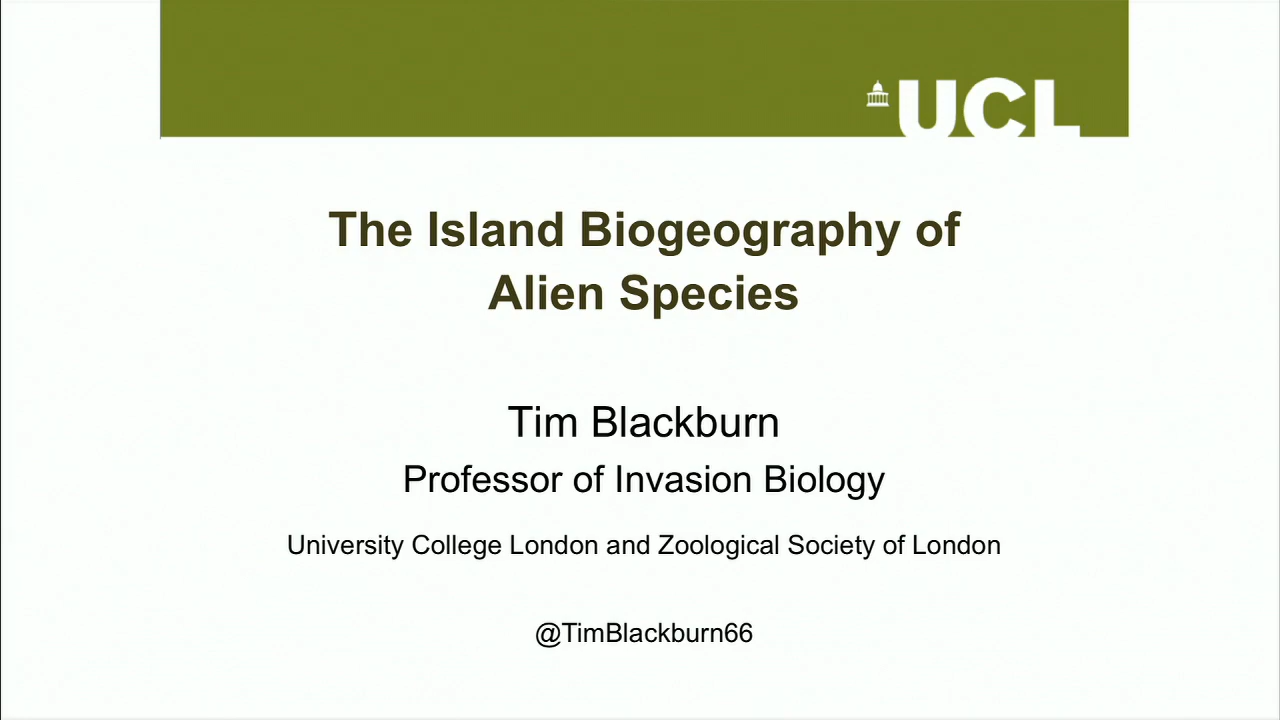 UCL
The Island Biogeography of
Alien Species
Tim Blackburn
Professor of Invasion Biology
University College London and Zoological Society of London
@TimBlackburn66